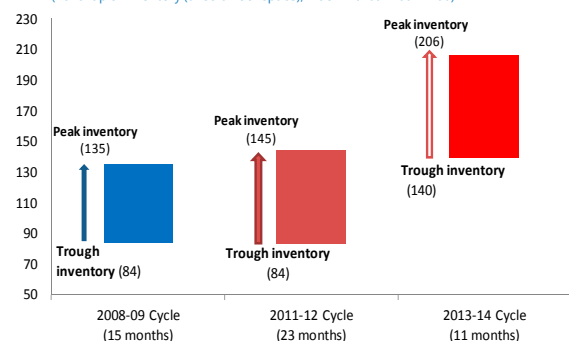 230
210
190
170
150
130
110
90
70
50
Peak inventory
(135)
Trough
inventory (84)
Peak inventory
(145)
Trough inventory
(84)
Peak inventory
(206)
Trough inventory
(140)
2008-09 Cycle
(15 months)
2011-12 Cycle
(23 months)
2013-14 Cycle
(11 months)